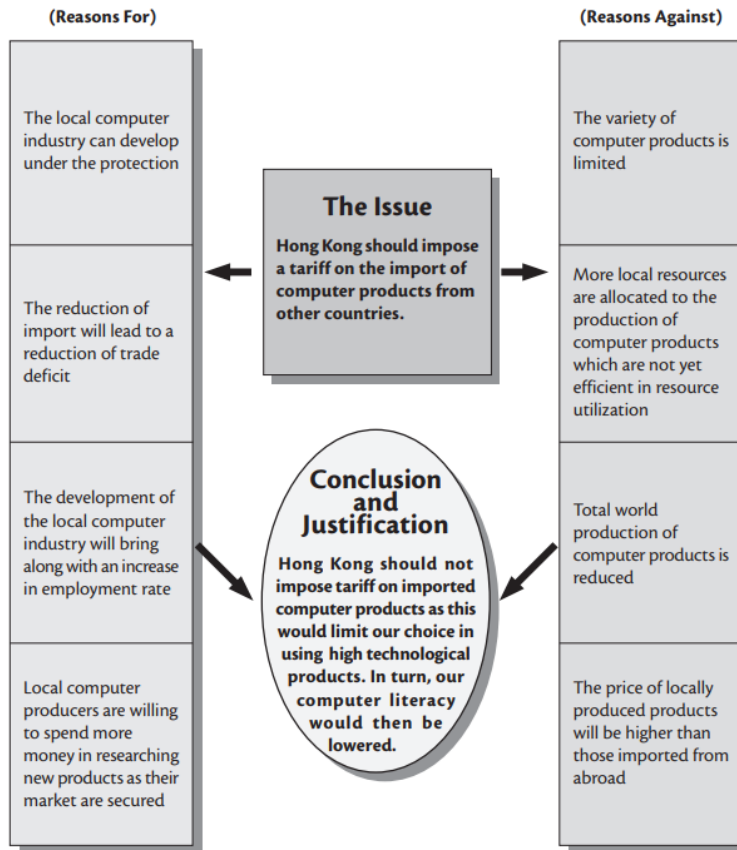 (Reasons For)
The local computer
industry can develop
under the protection
The reduction of
import will lead to a
reduction of trade
deficit
The development of
the local computer
industry will bring
along with an increase
in employment rate
Local computer
producers are willing
to spend more
money in researching
new products as their
market are secured
The Issue
Hong Kong should impose
a tariff on the import of
computer products from
other countries.
Conclusion
and
Justification
Hong Kong should not
impose tariff on imported
computer products as this
would limit our choice in
using high technological
products. In turn, our
computer literacy
would then be
lowered.
(Reasons Against)
The variety of
computer products is
limited
More local resources
are allocated to the
production of
computer products
which are not yet
efficient in resource
utilization
Total world
production of
computer products is
reduced
The price of locally
produced products
will be higher than
those imported from
abroad